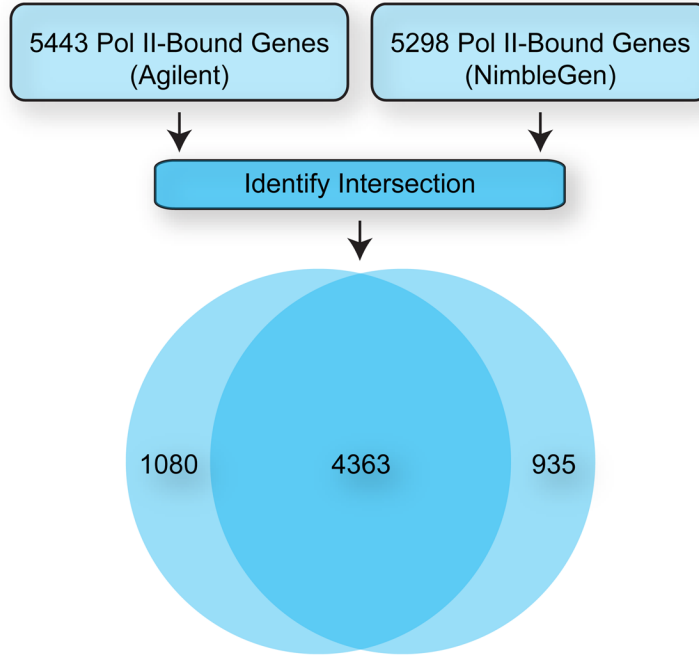 5443 Pol II-Bound Genes
(Agilent)
5298 Pol II-Bound Genes
(NimbleGen)
Identify Intersection
1080
4363
935